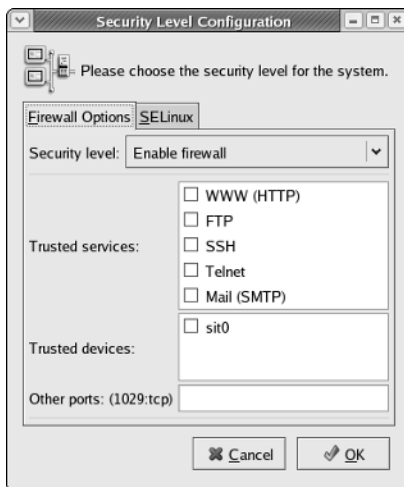 Security Level Configuration
Please choose the security level for the system.
Firewall Options
SELinux
Security level:
Enable firewall
Trusted services:
WWW (HTTP)
FTP
SSH
Telnet
Mail (SMTP)
Trusted devices:
sit0
Other ports: (1029:tcp)
Cancel
OK